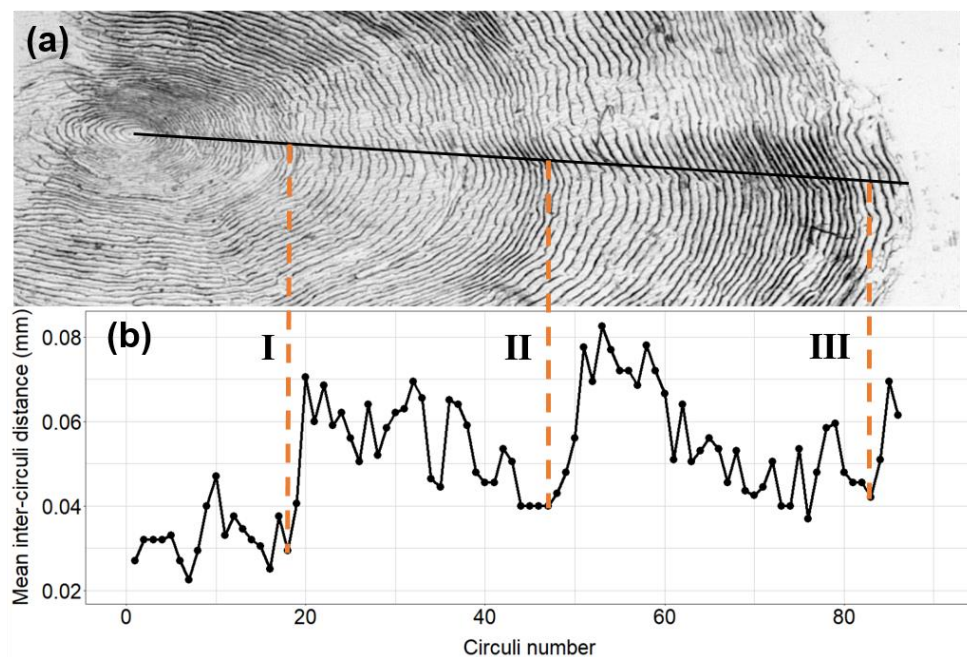 (a)
(b)
I
II
III
Mean inter-circuli distance (mm)
0.08
0.06
0.04
0.02
0
20
40
60
80
Circuli number